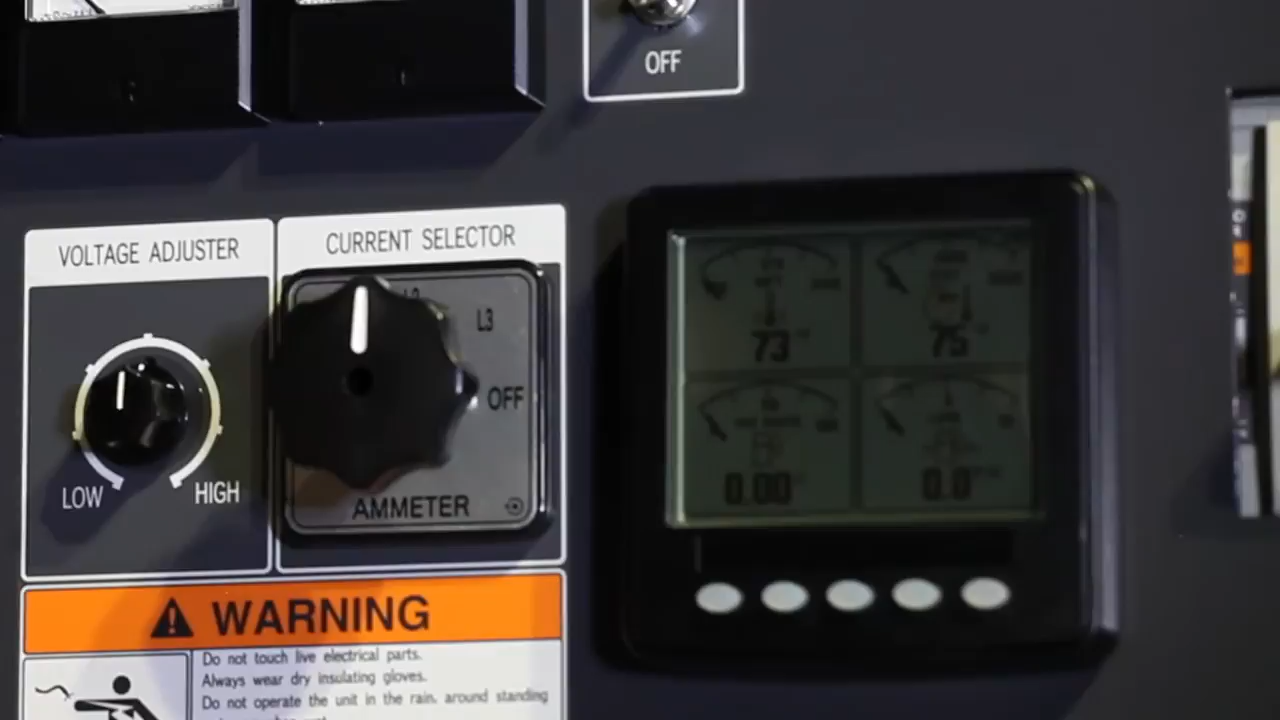 OFF
VOLTAGE ADJUSTER
CURRENT SELECTOR
L3
OFF
LOW
HIGH
AMMETER
73
75
0.00
0.0
WARNING
Do not touch live electrical parts.
Always wear dry insulating gloves.
Do not operate the unit in the rain, around standing